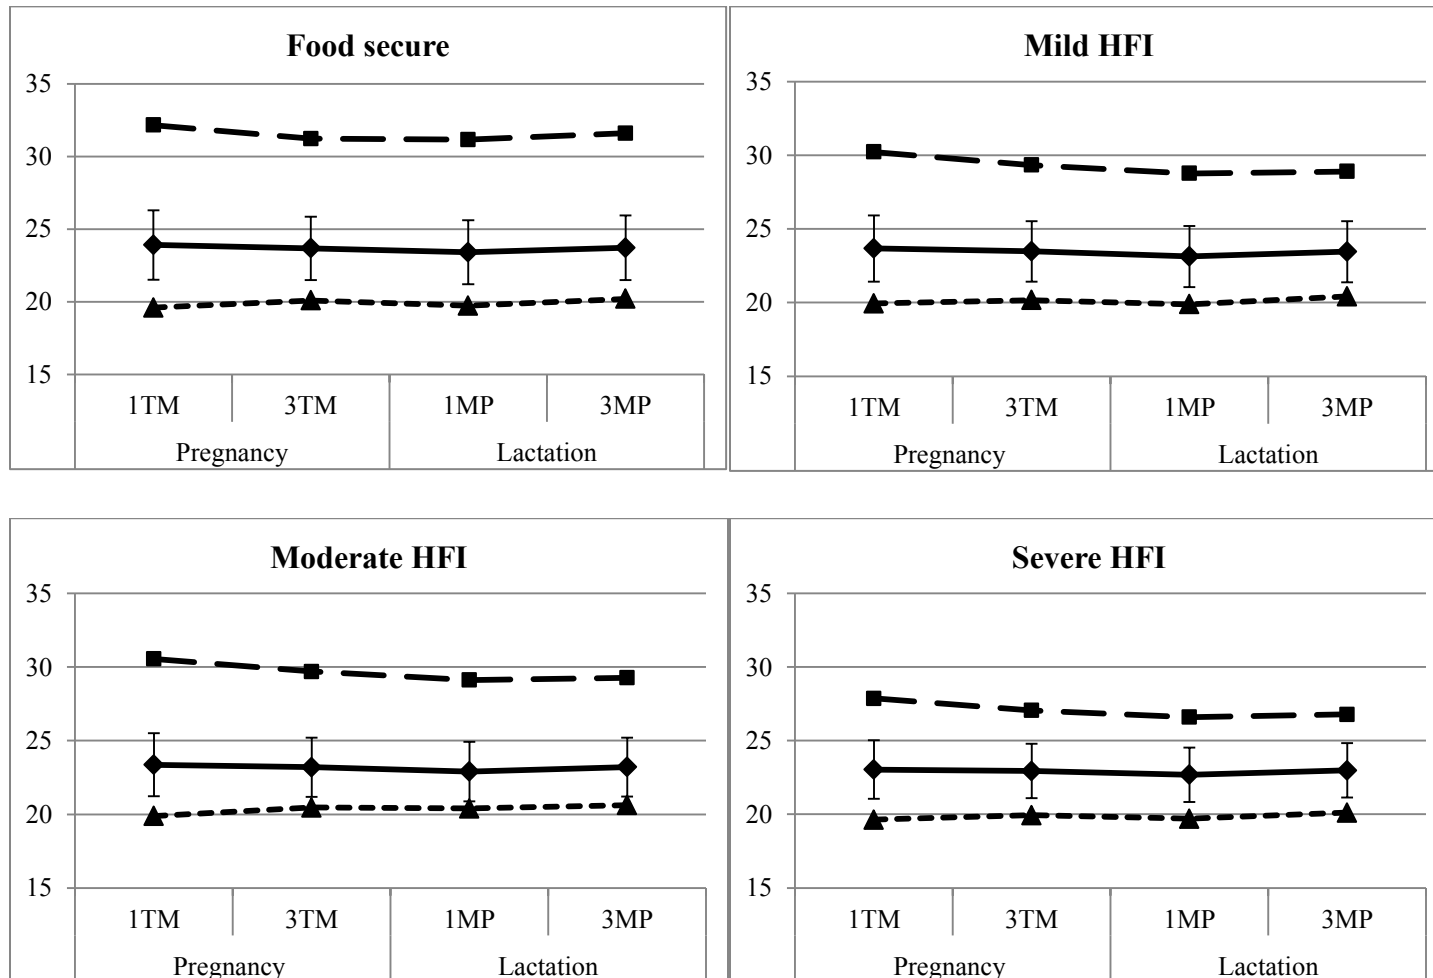 Food secure
35
30
25
20
15
1TM 3TM 1MP 3MP
Pregnancy Lactation
Mild HFI
35
30
25
20
15
1TM 3TM 1MP 3MP
Pregnancy Lactation
Moderate HFI
35
30
25
20
15
1TM 3TM 1MP 3MP
Pregnancy Lactation
Severe HFI
35
30
25
20
15
1TM 3TM 1MP 3MP
Pregnancy Lactation